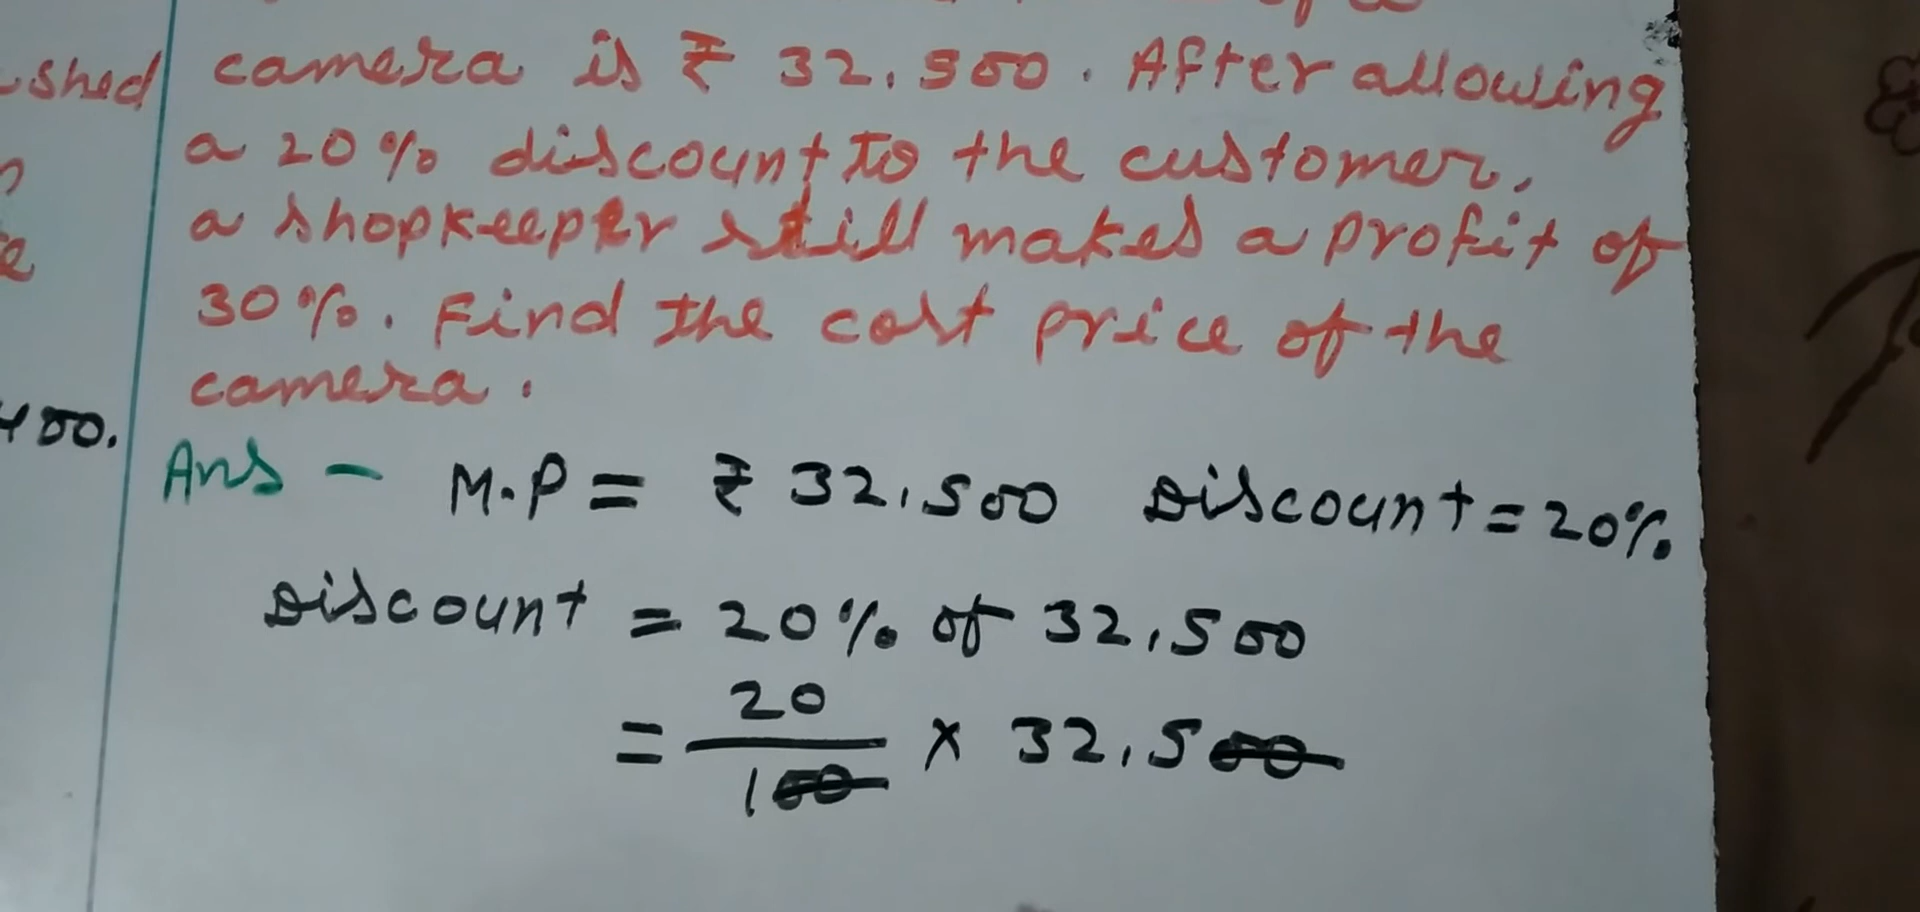 shed
camera is ₹ 32,500. After allowing
a 20% discount to the customer,
a shopkeeper still makes a profit of
30%. Find the cost price of the
camera.
400.
Ans - M.P = ₹ 32,500 Discount = 20%
Discount = 20% of 32,500
= 20/100 × 32,500